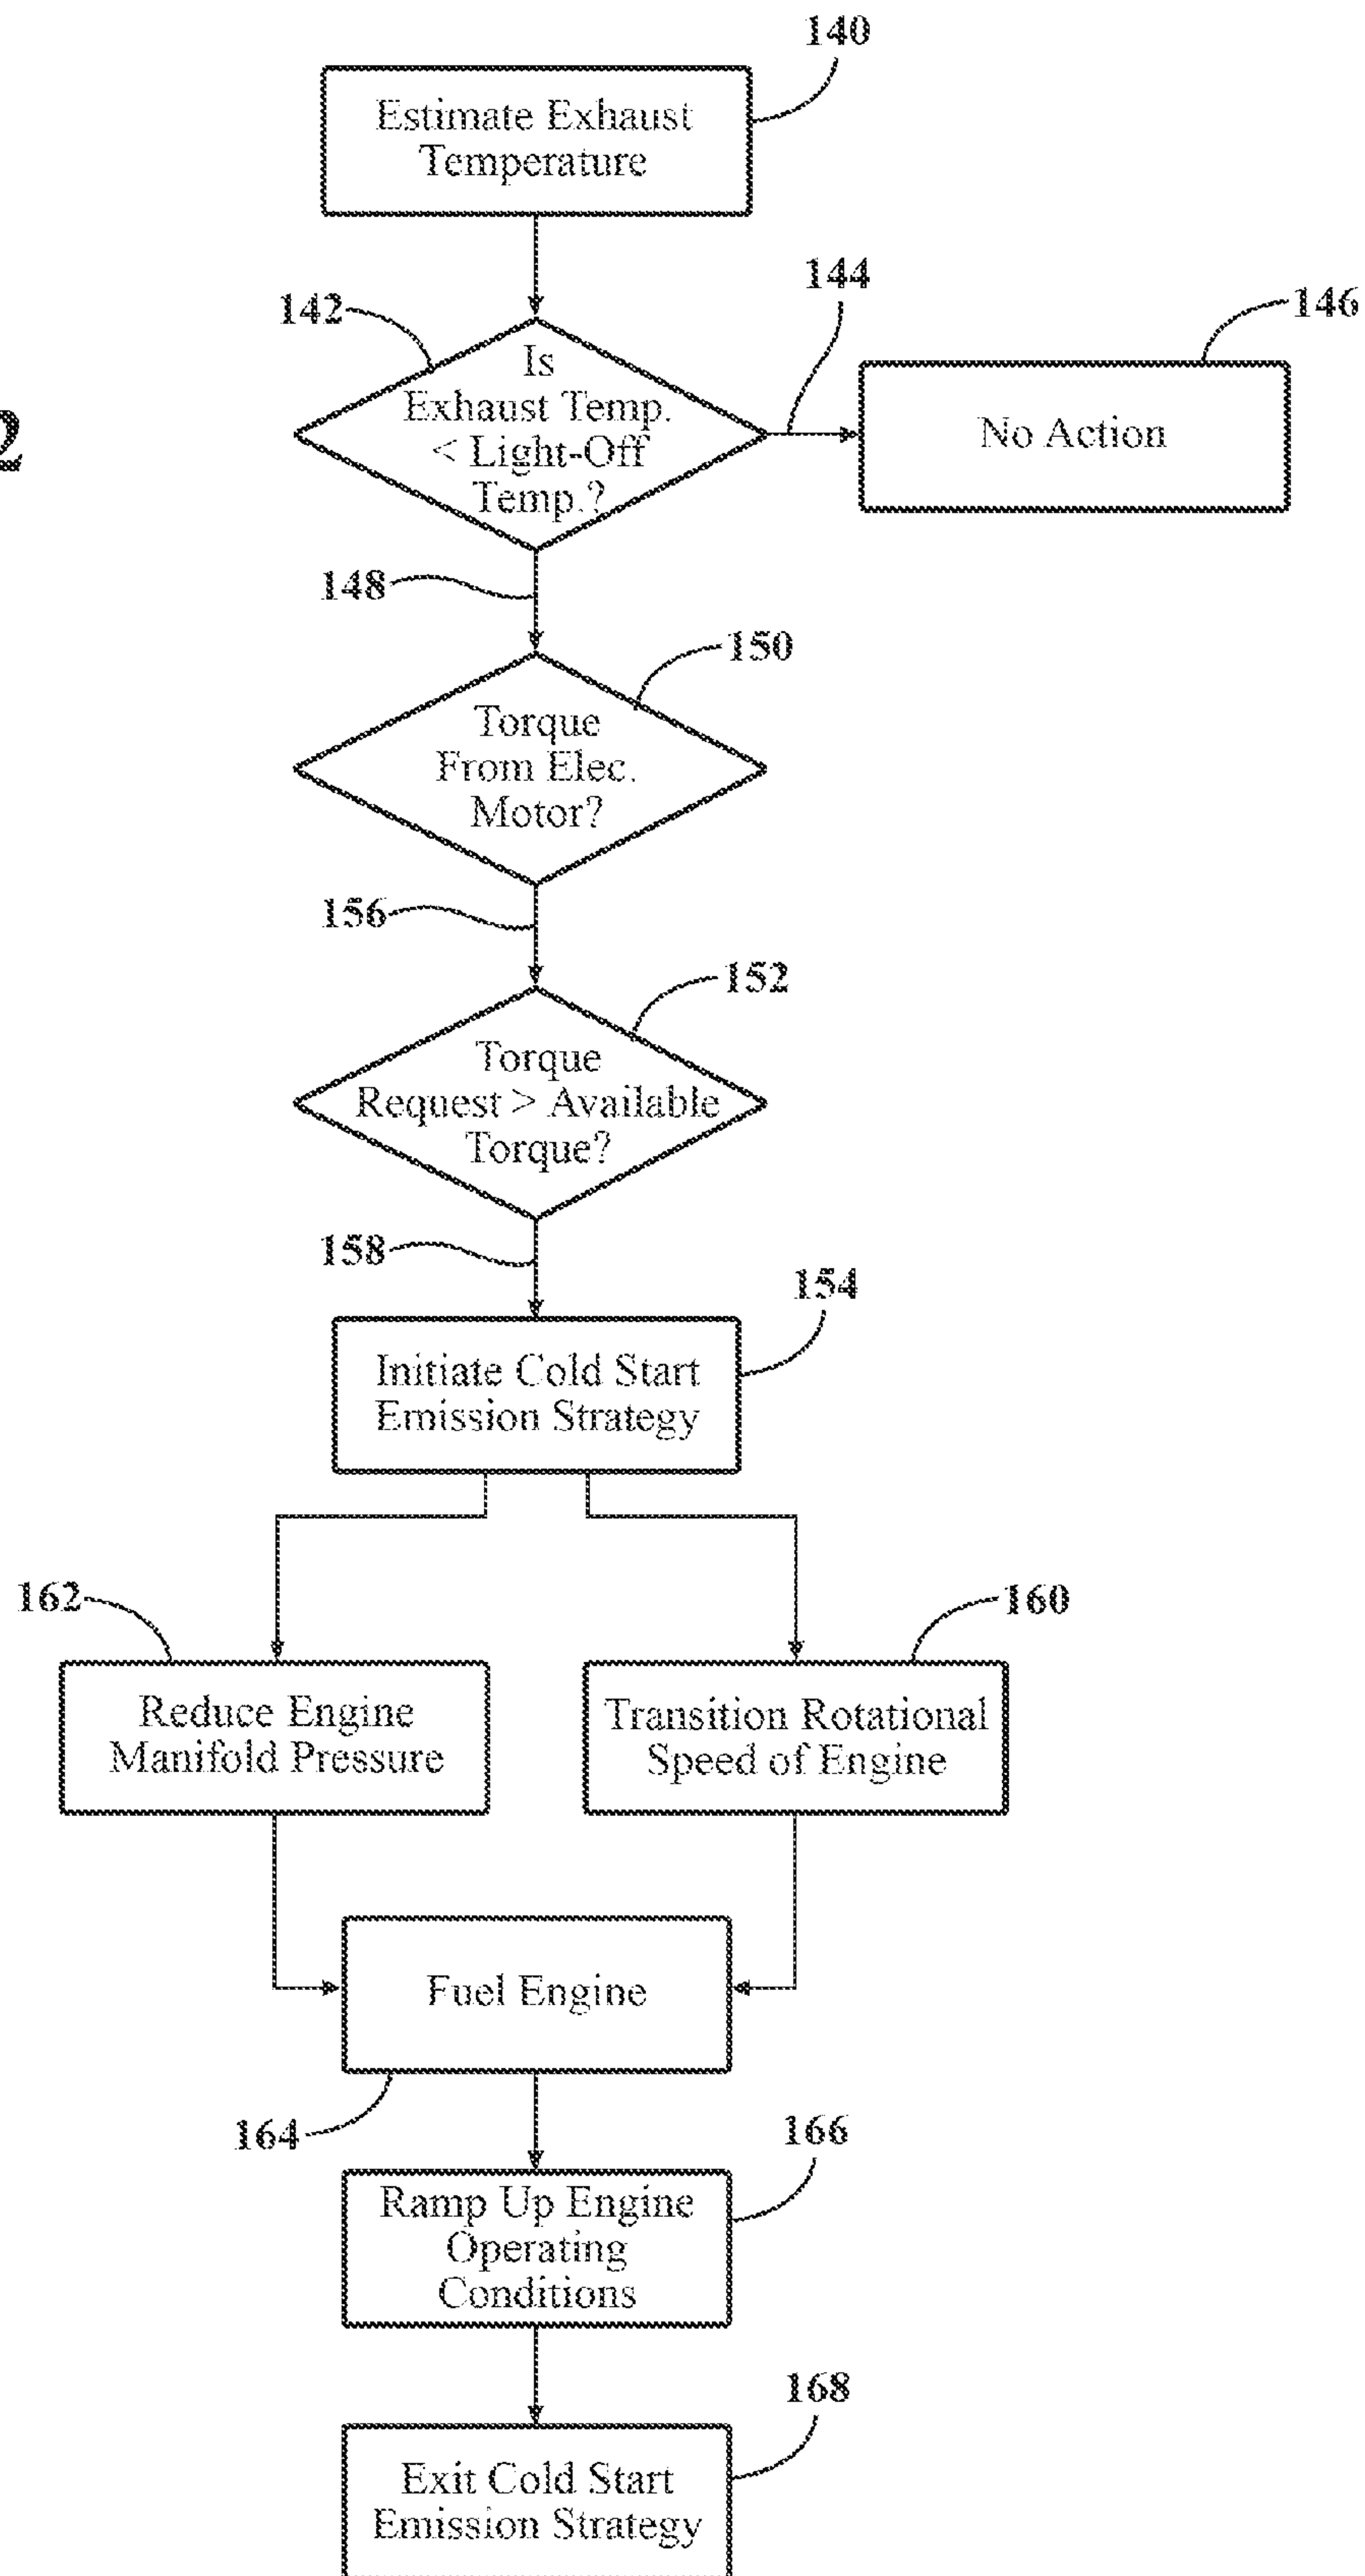 140
Estimate Exhaust
Temperature
142
144
146
Is
Exhaust Temp.
< Light-Off
Temp.?
No Action
2
148
150
Torque
From Elec.
Motor?
156
152
Torque
Request > Available
Torque?
158
154
Initiate Cold Start
Emission Strategy
162
160
Reduce Engine
Manifold Pressure
Transition Rotational
Speed of Engine
Fuel Engine
164
166
Ramp Up Engine
Operating
Conditions
168
Exit Cold Start
Emission Strategy